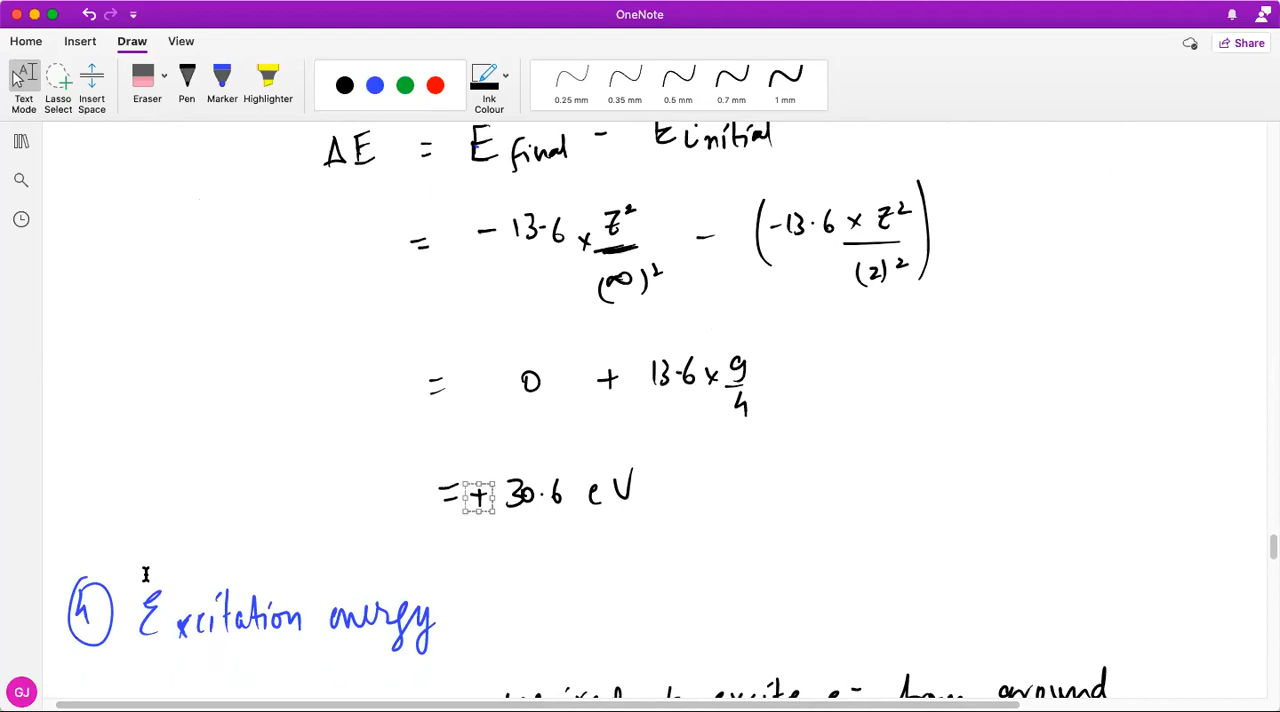 OneNote
Home Insert Draw View
Share
Text Mode
Lasso Select
Insert Space
Eraser
Pen
Marker
Highlighter
Ink Colour
0.25 mm
0.35 mm
0.5 mm
0.7 mm
1 mm
ΔE = E final - E initial
= - 13.6 × Z² / (∞)² - (-13.6 × Z² / (2)²)
= 0 + 13.6 × 9/4
= + 30.6 eV
④ Excitation energy
required to excite e- from ground
GJ